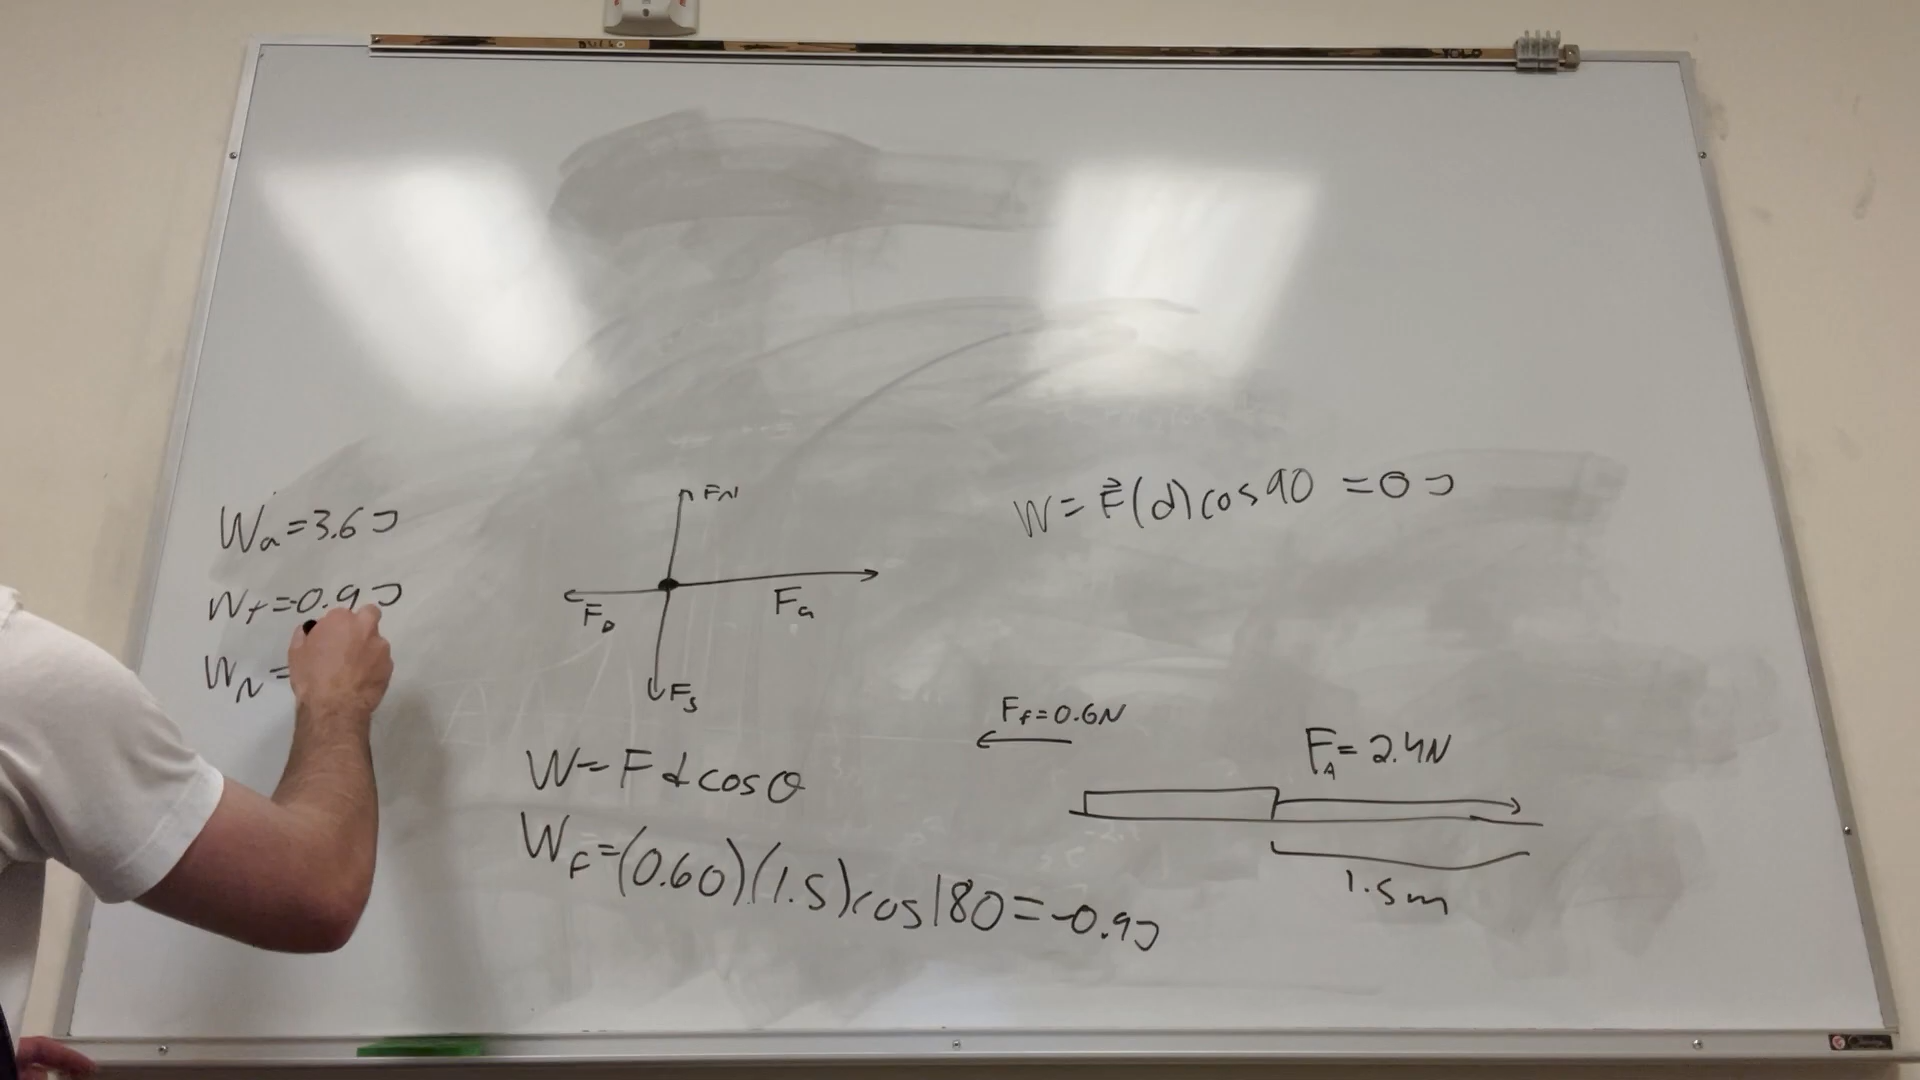 YOLO
FN
W = F⃗(d)cos90 = 0J
Wa = 3.6J
Wf = -0.9J
Fa
WN =
Fg
Ff = 0.6N
FA = 2.4N
W = Fdcosθ
WF = (0.60)(1.5)cos180 = -0.9J
1.5m